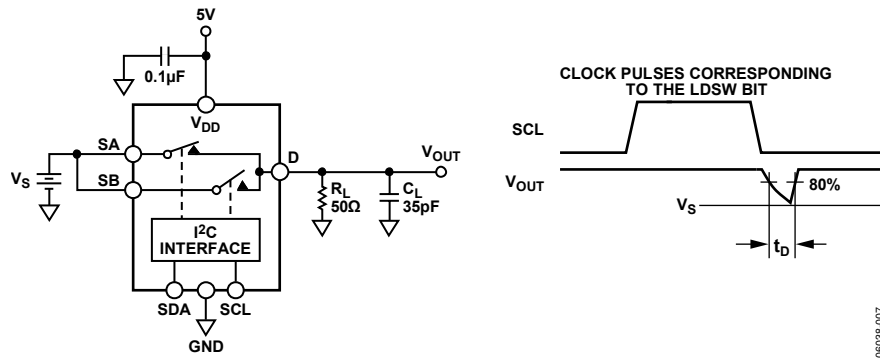 5V
0.1µF
VDD
SA
SB
VS
D
VOUT
RL
50Ω
CL
35pF
I2C
INTERFACE
SDA
SCL
GND
CLOCK PULSES CORRESPONDING
TO THE LDSW BIT
SCL
VOUT
80%
VS
tD
06038-007